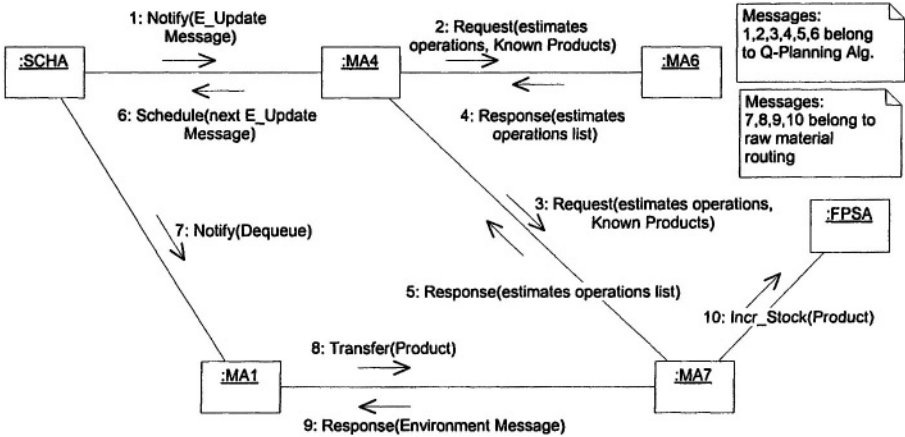 1: Notify(E_Update
Message)
2: Request(estimates
operations, Known Products)
Messages:
1,2,3,4,5,6 belong
to Q-Planning Alg.
:SCHA
:MA4
:MA6
6: Schedule(next E_Update
Message)
4: Response(estimates
operations list)
Messages:
7,8,9,10 belong to
raw material
routing
3: Request(estimates operations,
Known Products)
:FPSA
7: Notify(Dequeue)
5: Response(estimates operations list)
10: Incr_Stock(Product)
8: Transfer(Product)
:MA1
:MA7
9: Response(Environment Message)